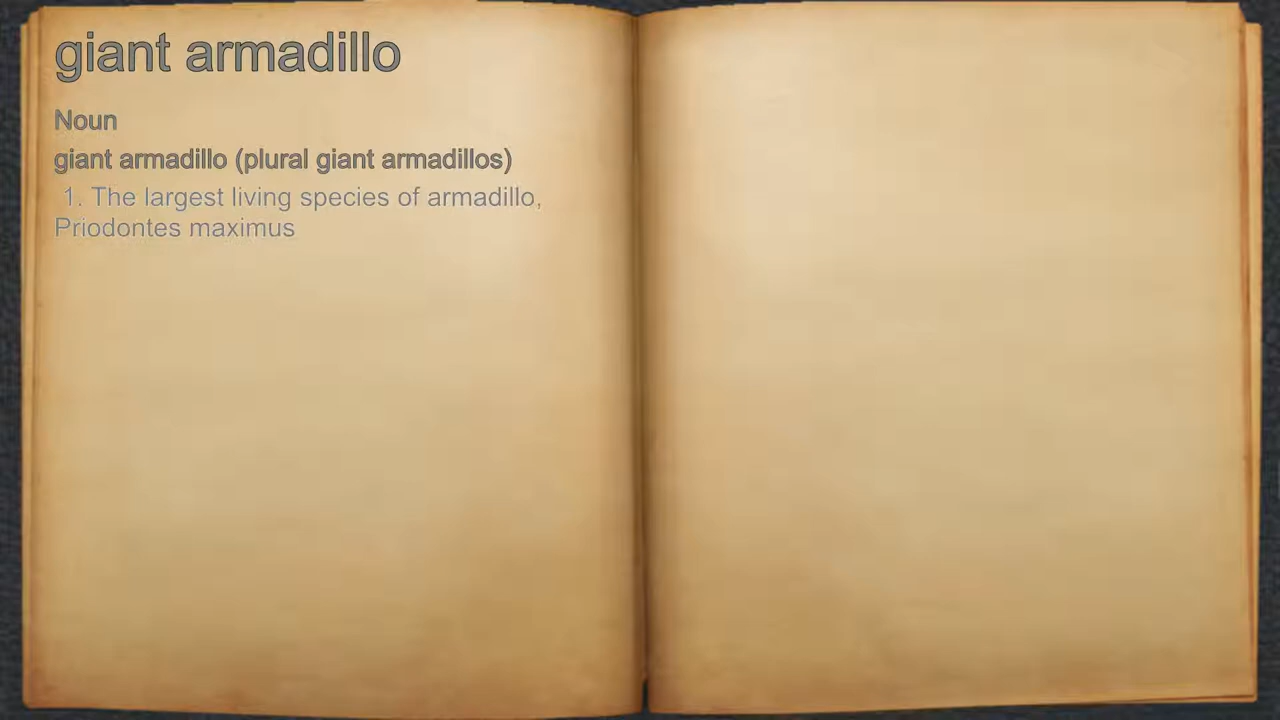 giant armadillo
Noun
giant armadillo (plural giant armadillos)
1. The largest living species of armadillo,
Priodontes maximus